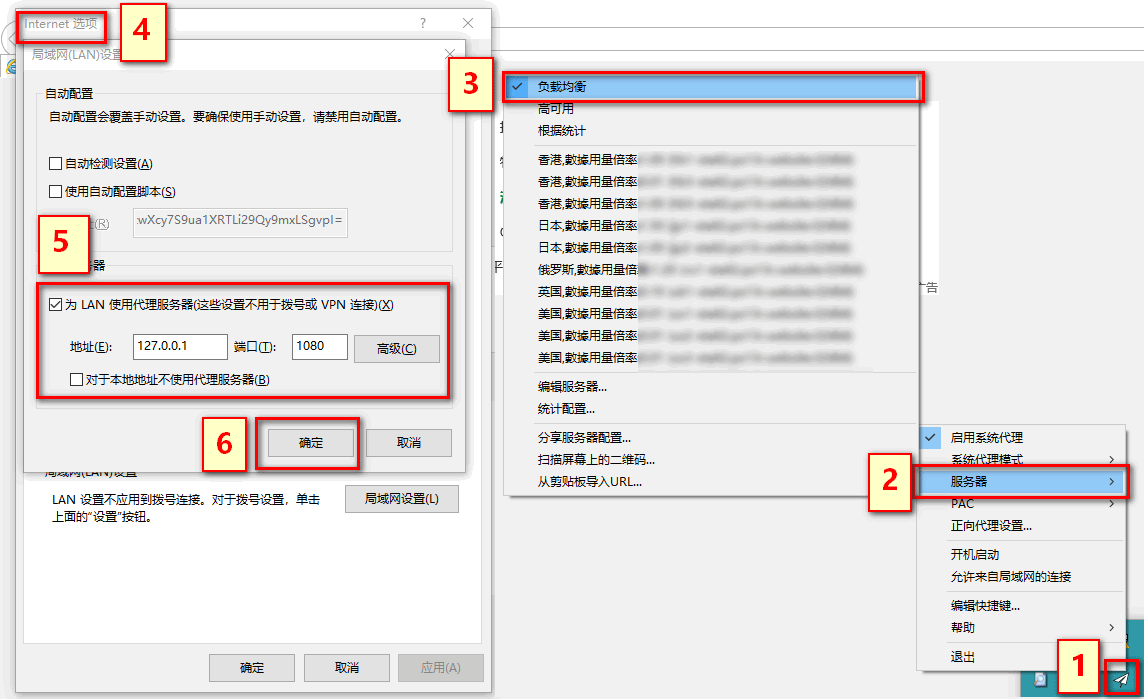 Internet 选项
?
4
局域网(LAN)设置
自动配置
自动配置会覆盖手动设置。要确保使用手动设置，请禁用自动配置。
自动检测设置(A)
使用自动配置脚本(S)
(R)
wXcy7S9ua1XRTLi29Qy9mxLSgvpI=
5
器
为 LAN 使用代理服务器(这些设置不用于拨号或 VPN 连接)(X)
地址(E):
127.0.0.1
端口(T):
1080
高级(C)
对于本地地址不使用代理服务器(B)
6
确定
取消
局域网(LAN)设置
LAN 设置不应用到拨号连接。对于拨号设置，单击
上面的“设置”按钮。
局域网设置(L)
确定
取消
应用(A)
3
负载均衡
高可用
根据统计
香港,數據用量倍率
香港,數據用量倍率
香港,數據用量倍率
日本,數據用量倍率
日本,數據用量倍率
俄罗斯,數據用量倍
英国,數據用量倍率
美国,數據用量倍率
美国,數據用量倍率
美国,數據用量倍率
编辑服务器...
统计配置...
分享服务器配置...
扫描屏幕上的二维码...
从剪贴板导入URL...
平
广告
2
启用系统代理
系统代理模式
服务器
PAC
正向代理设置...
开机启动
允许来自局域网的连接
编辑快捷键...
帮助
退出
1